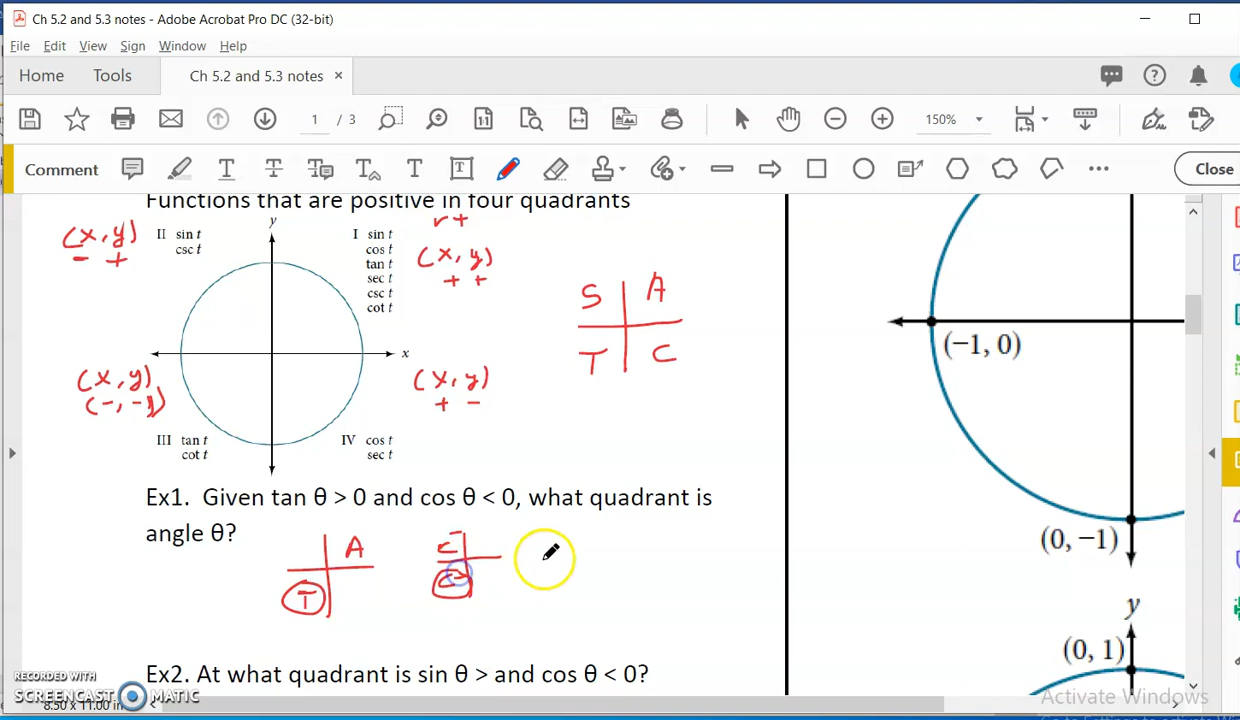 Ch 5.2 and 5.3 notes - Adobe Acrobat Pro DC (32-bit)
File Edit View Sign Window Help
Home Tools Ch 5.2 and 5.3 notes ×
1 / 3 150%
Comment Close
Functions that are positive in four quadrants
r +
y
(x, y)
- +
II sin t
csc t
I sin t
cos t
tan t
sec t
csc t
cot t
(x, y)
+ +
S A
T C
x
(x, y)
(-, -)
(x, y)
+ -
III tan t
cot t
IV cos t
sec t
(−1, 0)
(0, −1)
y
(0, 1)
Ex1. Given tan θ > 0 and cos θ < 0, what quadrant is
angle θ?
A
T
C-
C-
Ex2. At what quadrant is sin θ > and cos θ < 0?
RECORDED WITH
SCREENCAST MATIC
8.50 x 11.00 in
Activate Windows